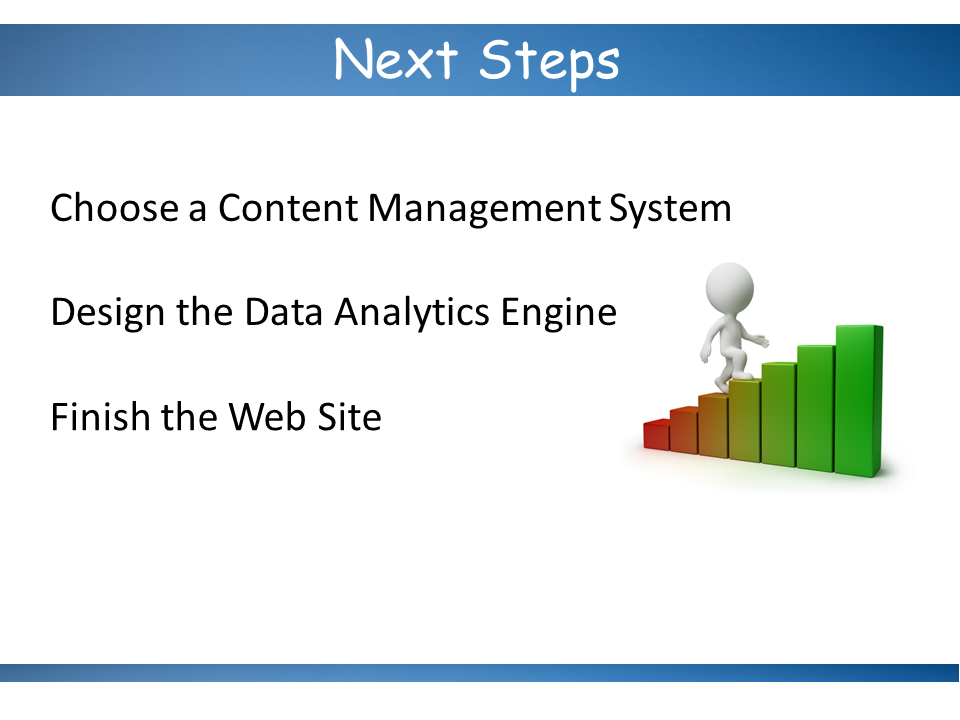 Next Steps
Choose a Content Management System
Design the Data Analytics Engine
Finish the Web Site